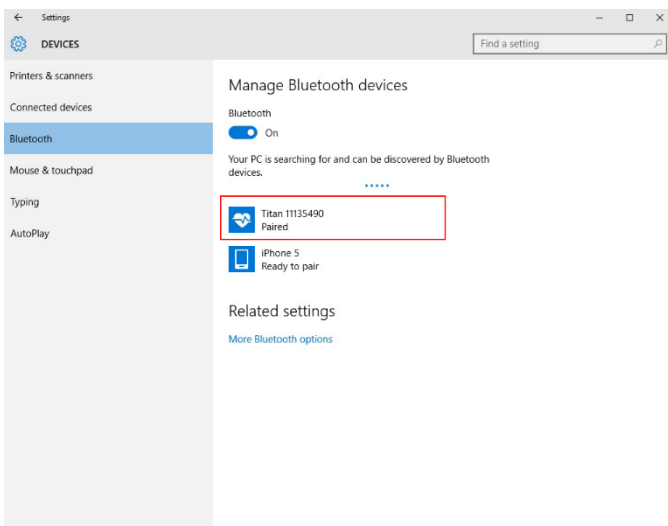 Settings
DEVICES
Find a setting
Printers & scanners
Connected devices
Bluetooth
Mouse & touchpad
Typing
AutoPlay
Manage Bluetooth devices
Bluetooth
On
Your PC is searching for and can be discovered by Bluetooth
devices.
Titan 11135490
Paired
iPhone 5
Ready to pair
Related settings
More Bluetooth options